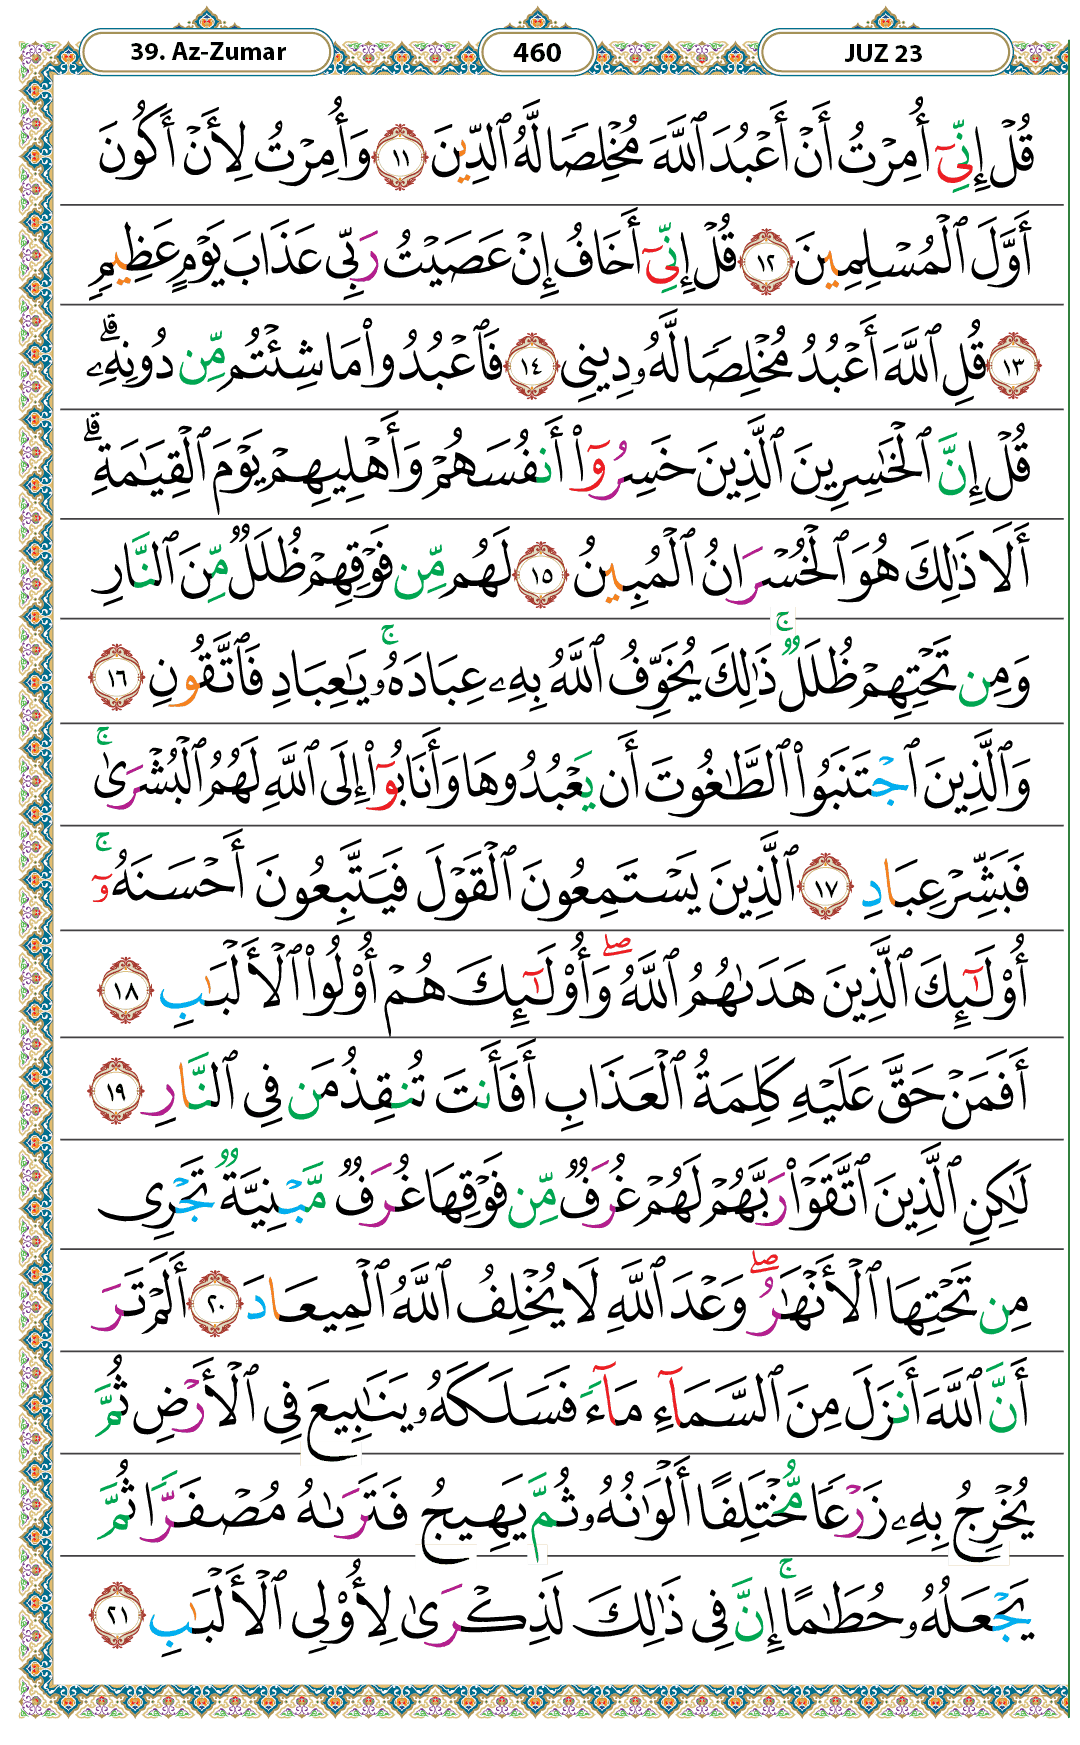 39. Az-Zumar 460 JUZ 23
قُلۡ إِنِّيٓ أُمِرۡتُ أَنۡ أَعۡبُدَ ٱللَّهَ مُخۡلِصٗا لَّهُ ٱلدِّينَ ١١ وَأُمِرۡتُ لِأَنۡ أَكُونَ
أَوَّلَ ٱلۡمُسۡلِمِينَ ١٢ قُلۡ إِنِّيٓ أَخَافُ إِنۡ عَصَيۡتُ رَبِّي عَذَابَ يَوۡمٍ عَظِيمٖ
١٣ قُلِ ٱللَّهَ أَعۡبُدُ مُخۡلِصٗا لَّهُۥ دِينِي ١٤ فَٱعۡبُدُواْ مَا شِئۡتُم مِّن دُونِهِۦۗ
قُلۡ إِنَّ ٱلۡخَٰسِرِينَ ٱلَّذِينَ خَسِرُوٓاْ أَنفُسَهُمۡ وَأَهۡلِيهِمۡ يَوۡمَ ٱلۡقِيَٰمَةِۗ
أَلَا ذَٰلِكَ هُوَ ٱلۡخُسۡرَانُ ٱلۡمُبِينُ ١٥ لَهُم مِّن فَوۡقِهِمۡ ظُلَلٞ مِّنَ ٱلنَّارِ
وَمِن تَحۡتِهِمۡ ظُلَلٞۚ ذَٰلِكَ يُخَوِّفُ ٱللَّهُ بِهِۦ عِبَادَهُۥۚ يَٰعِبَادِ فَٱتَّقُونِ ١٦
وَٱلَّذِينَ ٱجۡتَنَبُواْ ٱلطَّٰغُوتَ أَن يَعۡبُدُوهَا وَأَنَابُوٓاْ إِلَى ٱللَّهِ لَهُمُ ٱلۡبُشۡرَىٰۚ
فَبَشِّرۡ عِبَادِ ١٧ ٱلَّذِينَ يَسۡتَمِعُونَ ٱلۡقَوۡلَ فَيَتَّبِعُونَ أَحۡسَنَهُۥٓۚ
أُوْلَٰٓئِكَ ٱلَّذِينَ هَدَىٰهُمُ ٱللَّهُۖ وَأُوْلَٰٓئِكَ هُمۡ أُوْلُواْ ٱلۡأَلۡبَٰبِ ١٨
أَفَمَنۡ حَقَّ عَلَيۡهِ كَلِمَةُ ٱلۡعَذَابِ أَفَأَنتَ تُنقِذُ مَن فِي ٱلنَّارِ ١٩
لَٰكِنِ ٱلَّذِينَ ٱتَّقَوۡاْ رَبَّهُمۡ لَهُمۡ غُرَفٞ مِّن فَوۡقِهَا غُرَفٞ مَّبۡنِيَّةٞ تَجۡرِي
مِن تَحۡتِهَا ٱلۡأَنۡهَٰرُۖ وَعۡدَ ٱللَّهِ لَا يُخۡلِفُ ٱللَّهُ ٱلۡمِيعَادَ ٢٠ أَلَمۡ تَرَ
أَنَّ ٱللَّهَ أَنزَلَ مِنَ ٱلسَّمَآءِ مَآءٗ فَسَلَكَهُۥ يَنَٰبِيعَ فِي ٱلۡأَرۡضِ ثُمَّ
يُخۡرِجُ بِهِۦ زَرۡعٗا مُّخۡتَلِفًا أَلۡوَٰنُهُۥ ثُمَّ يَهِيجُ فَتَرَىٰهُ مُصۡفَرّٗا ثُمَّ
يَجۡعَلُهُۥ حُطَٰمًاۚ إِنَّ فِي ذَٰلِكَ لَذِكۡرَىٰ لِأُوْلِي ٱلۡأَلۡبَٰبِ ٢١